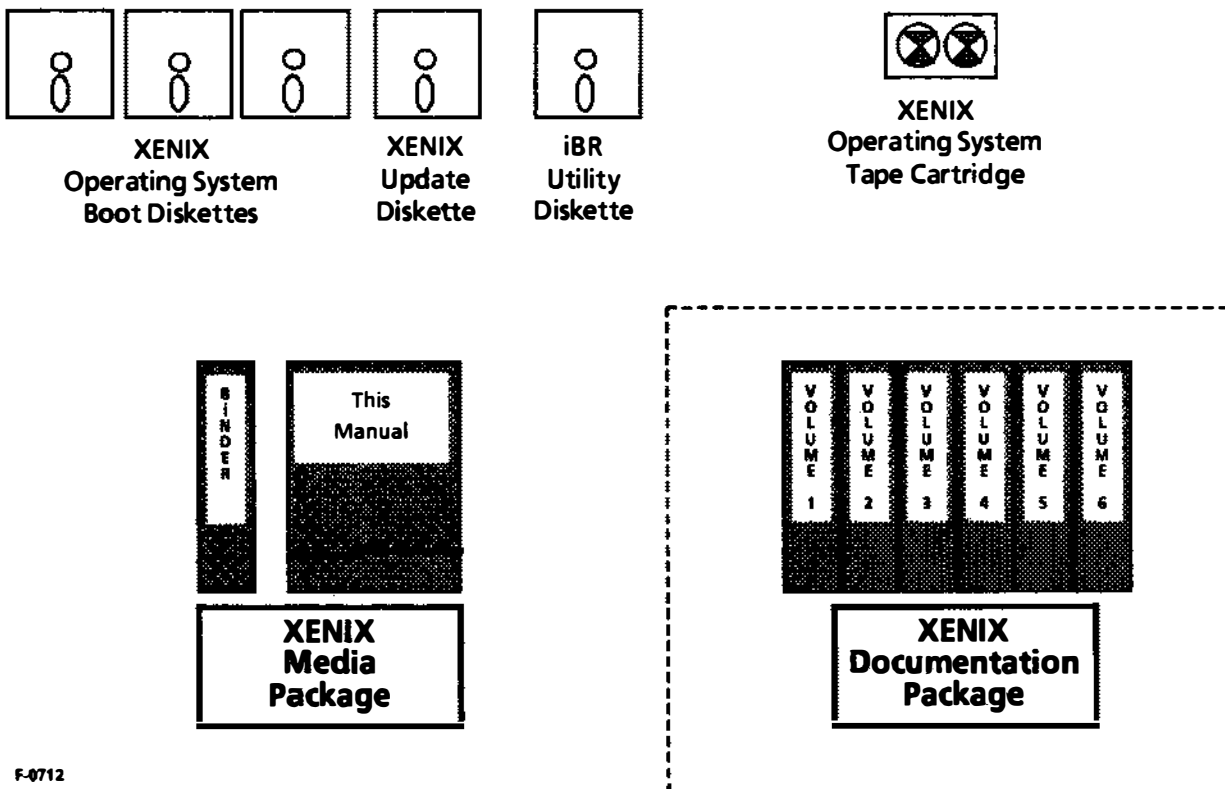 XENIX
Operating System
Boot Diskettes
XENIX
Update
Diskette
iBR
Utility
Diskette
XENIX
Operating System
Tape Cartridge
BINDER
This
Manual
VOLUME 1
VOLUME 2
VOLUME 3
VOLUME 4
VOLUME 5
VOLUME 6
XENIX
Media
Package
XENIX
Documentation
Package
F-0712